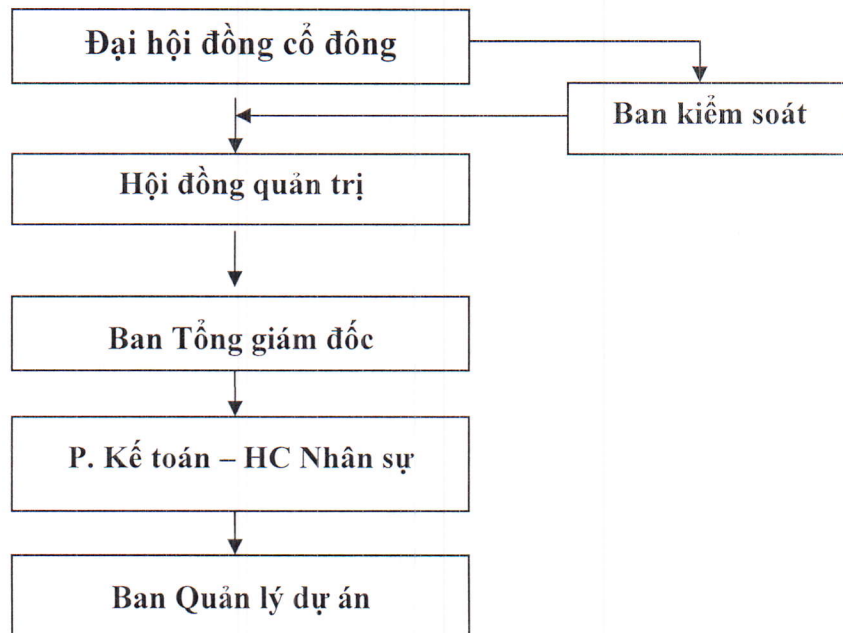 Đại hội đồng cổ đông
Ban kiểm soát
Hội đồng quản trị
Ban Tổng giám đốc
P. Kế toán – HC Nhân sự
Ban Quản lý dự án